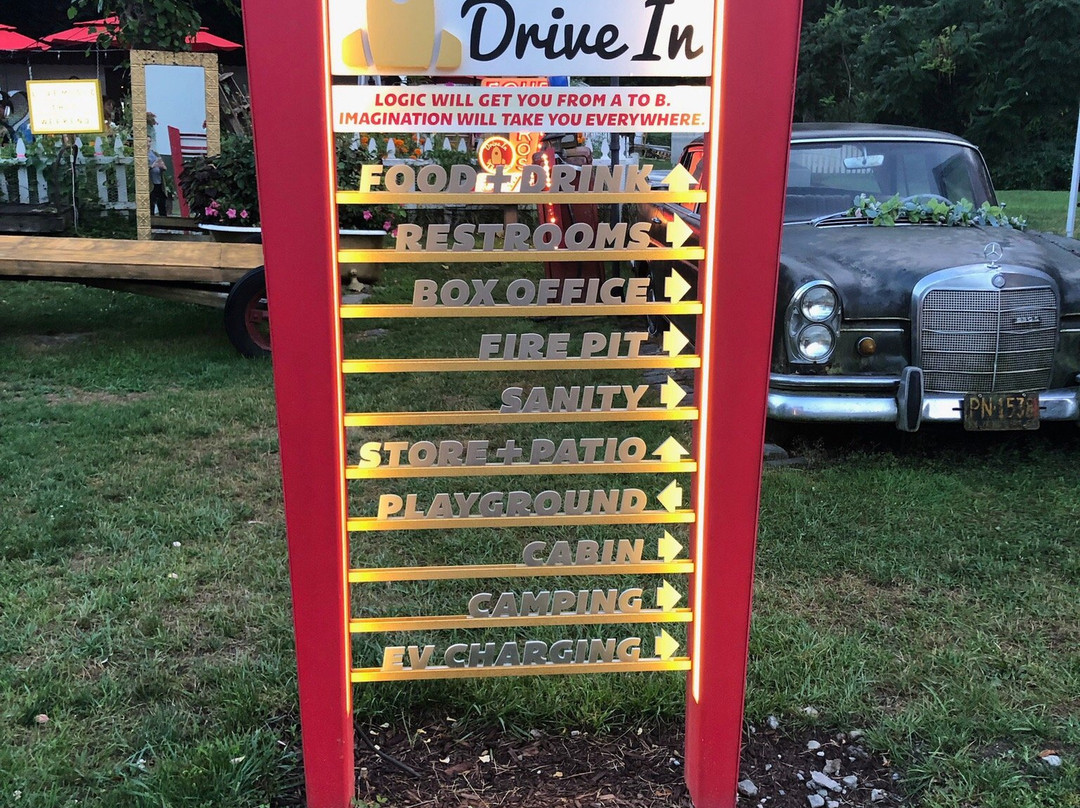 Drive In
LOGIC WILL GET YOU FROM A TO B.
IMAGINATION WILL TAKE YOU EVERYWHERE.
FOOD + DRINK
RESTROOMS
BOX OFFICE
FIRE PIT
SANITY
STORE + PATIO
PLAYGROUND
CABIN
CAMPING
EV CHARGING